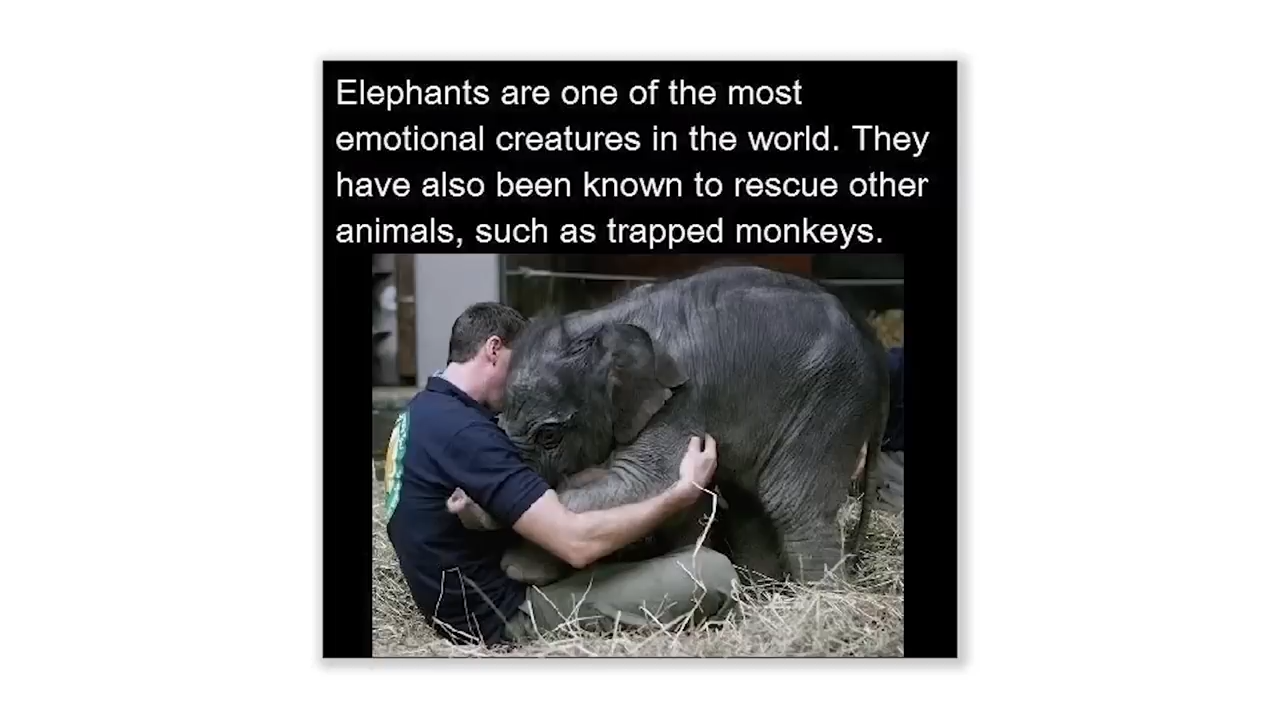 Elephants are one of the most
emotional creatures in the world. They
have also been known to rescue other
animals, such as trapped monkeys.